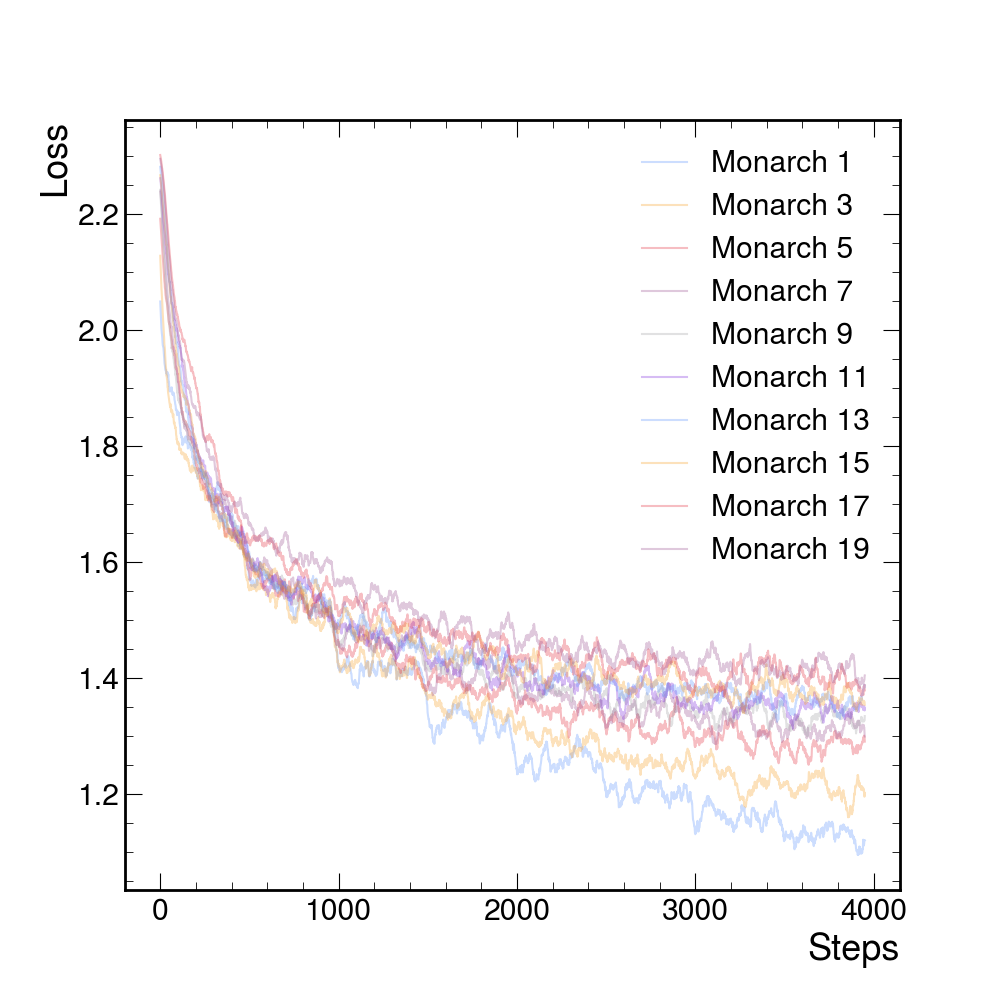 Loss
2.2
2.0
1.8
1.6
1.4
1.2
0 1000 2000 3000 4000
Steps
Monarch 1
Monarch 3
Monarch 5
Monarch 7
Monarch 9
Monarch 11
Monarch 13
Monarch 15
Monarch 17
Monarch 19